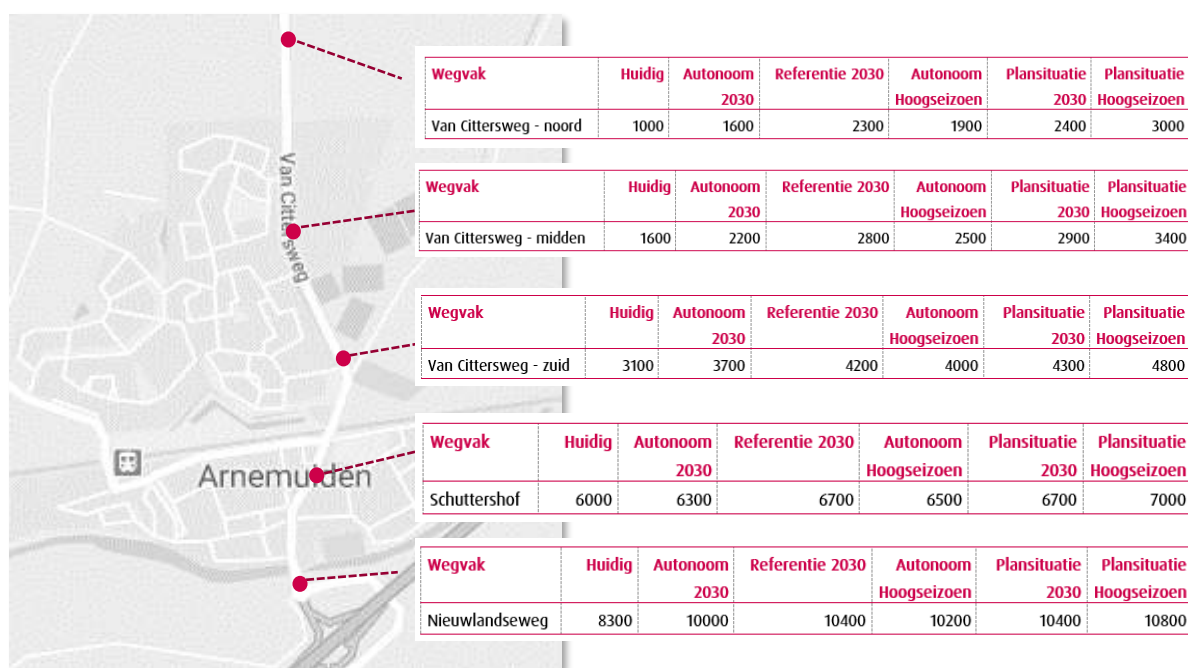 Wegvak Huidig Autonoom Referentie 2030 Autonoom Plansituatie Plansituatie
2030 Hoogseizoen 2030 Hoogseizoen
Van Cittersweg - noord 1000 1600 2300 1900 2400 3000
Wegvak Huidig Autonoom Referentie 2030 Autonoom Plansituatie Plansituatie
2030 Hoogseizoen 2030 Hoogseizoen
Van Cittersweg - midden 1600 2200 2800 2500 2900 3400
Wegvak Huidig Autonoom Referentie 2030 Autonoom Plansituatie Plansituatie
2030 Hoogseizoen 2030 Hoogseizoen
Van Cittersweg - zuid 3100 3700 4200 4000 4300 4800
Wegvak Huidig Autonoom Referentie 2030 Autonoom Plansituatie Plansituatie
2030 Hoogseizoen 2030 Hoogseizoen
Schuttershof 6000 6300 6700 6500 6700 7000
Wegvak Huidig Autonoom Referentie 2030 Autonoom Plansituatie Plansituatie
2030 Hoogseizoen 2030 Hoogseizoen
Nieuwlandseweg 8300 10000 10400 10200 10400 10800
Van Cittersweg
Arnemuiden